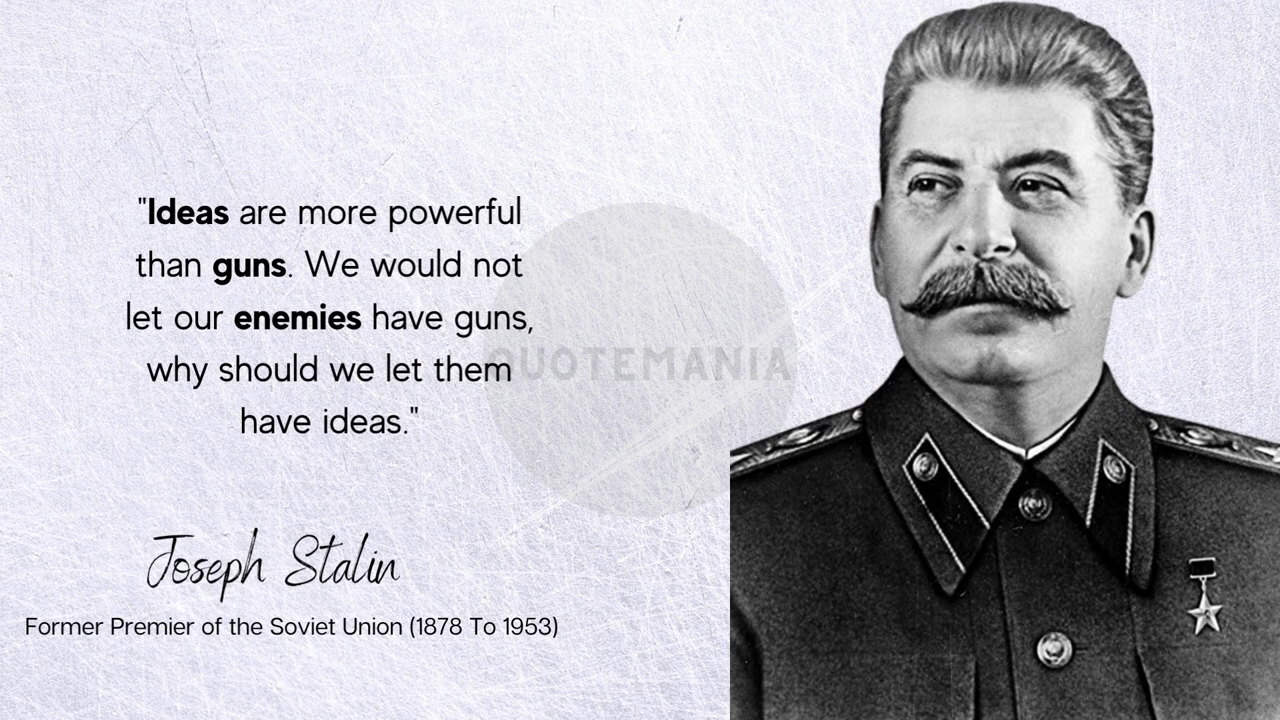 "Ideas are more powerful
than guns. We would not
let our enemies have guns,
why should we let them
have ideas."
QUOTEMANIA
Joseph Stalin
Former Premier of the Soviet Union (1878 To 1953)